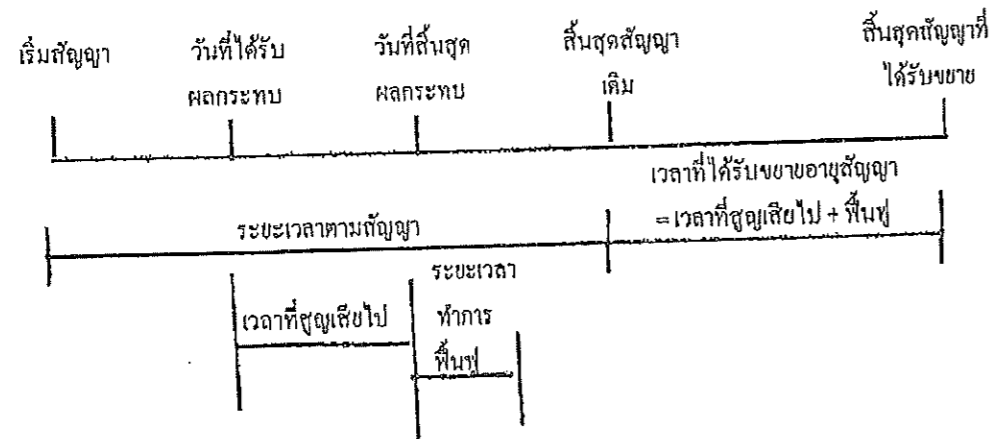 เริ่มสัญญา
วันที่ได้รับ
ผลกระทบ
วันที่สิ้นสุด
ผลกระทบ
สิ้นสุดสัญญา
เดิม
สิ้นสุดสัญญาที่
ได้รับขยาย
เวลาที่ได้รับขยายอายุสัญญา
= เวลาที่สูญเสียไป + ฟื้นฟู
ระยะเวลาตามสัญญา
เวลาที่สูญเสียไป
ระยะเวลา
ทำการ
ฟื้นฟู